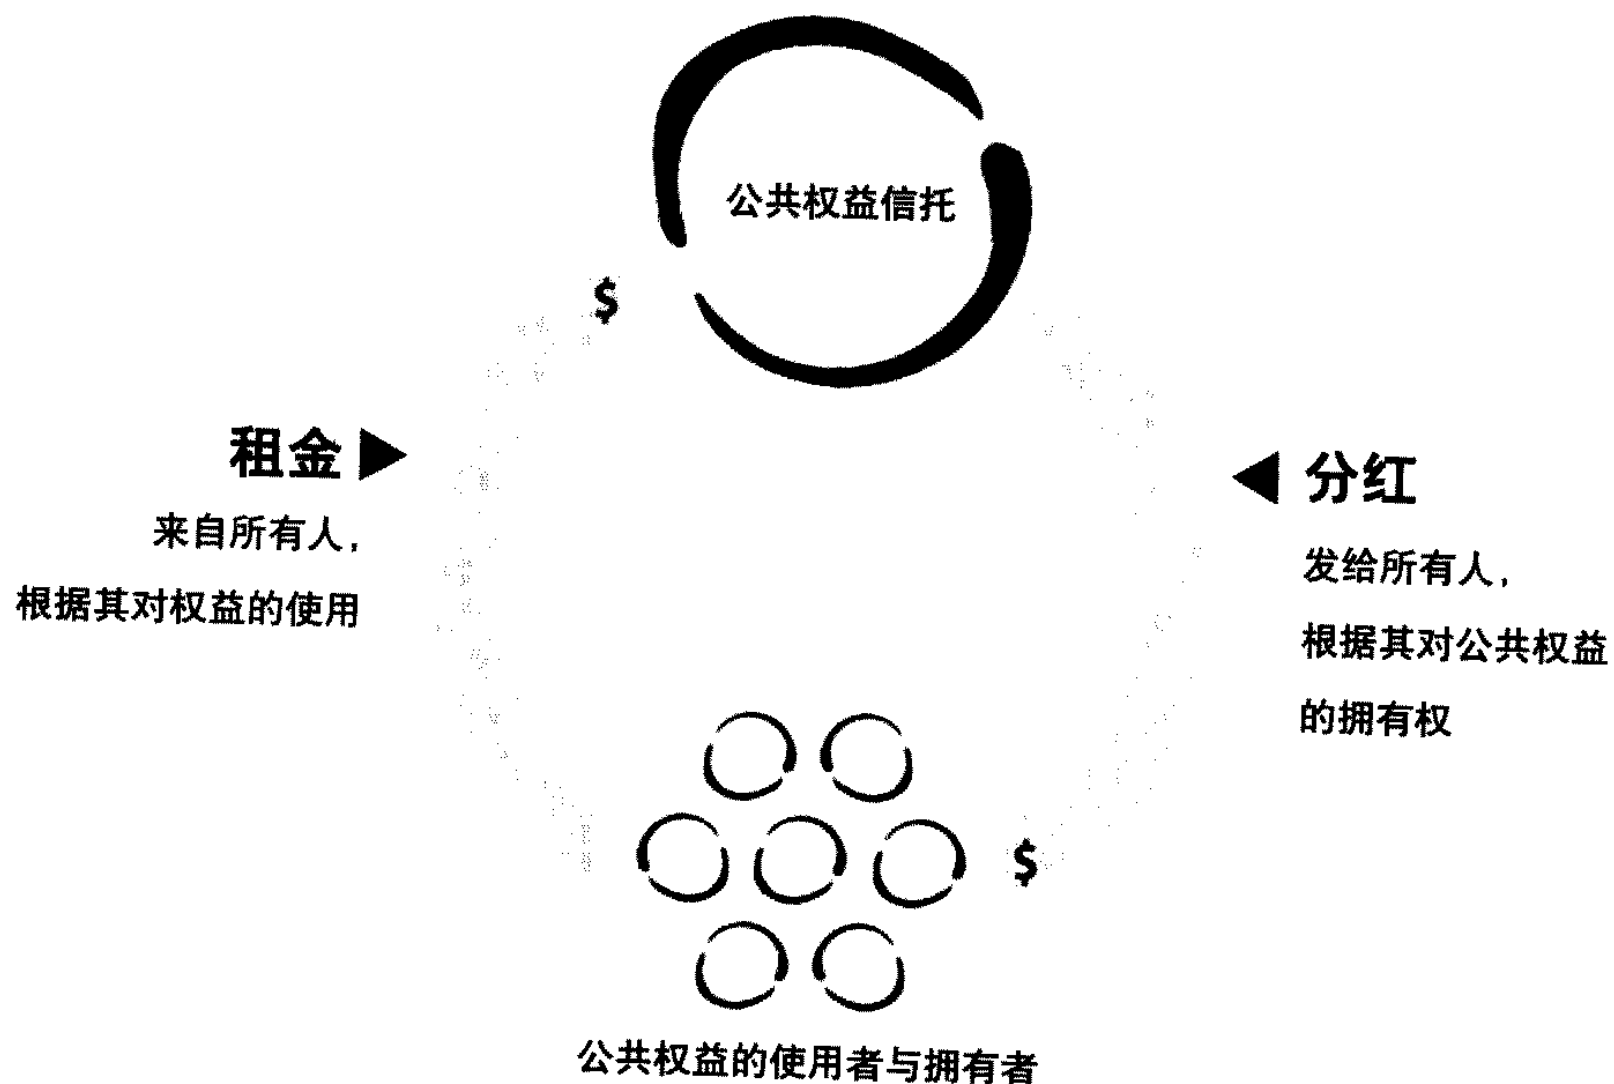 公共权益信托
$
租金
来自所有人，
根据其对权益的使用
分红
发给所有人，
根据其对公共权益
的拥有权
$
公共权益的使用者与拥有者